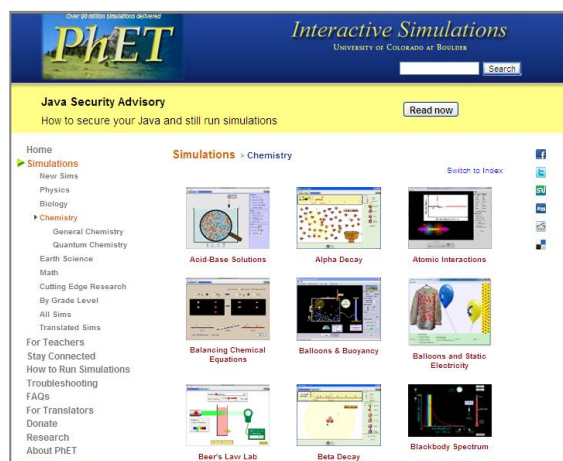 Over 90 million simulations delivered
PhET
Interactive Simulations
University of Colorado at Boulder
Search
Java Security Advisory
How to secure your Java and still run simulations
Read now
Home
Simulations
New Sims
Physics
Biology
Chemistry
General Chemistry
Quantum Chemistry
Earth Science
Math
Cutting Edge Research
By Grade Level
All Sims
Translated Sims
For Teachers
Stay Connected
How to Run Simulations
Troubleshooting
FAQs
For Translators
Donate
Research
About PhET
Simulations > Chemistry
Switch to Index
Acid-Base Solutions
Alpha Decay
Atomic Interactions
Balancing Chemical
Equations
Balloons & Buoyancy
Balloons and Static
Electricity
Beer's Law Lab
Beta Decay
Blackbody Spectrum